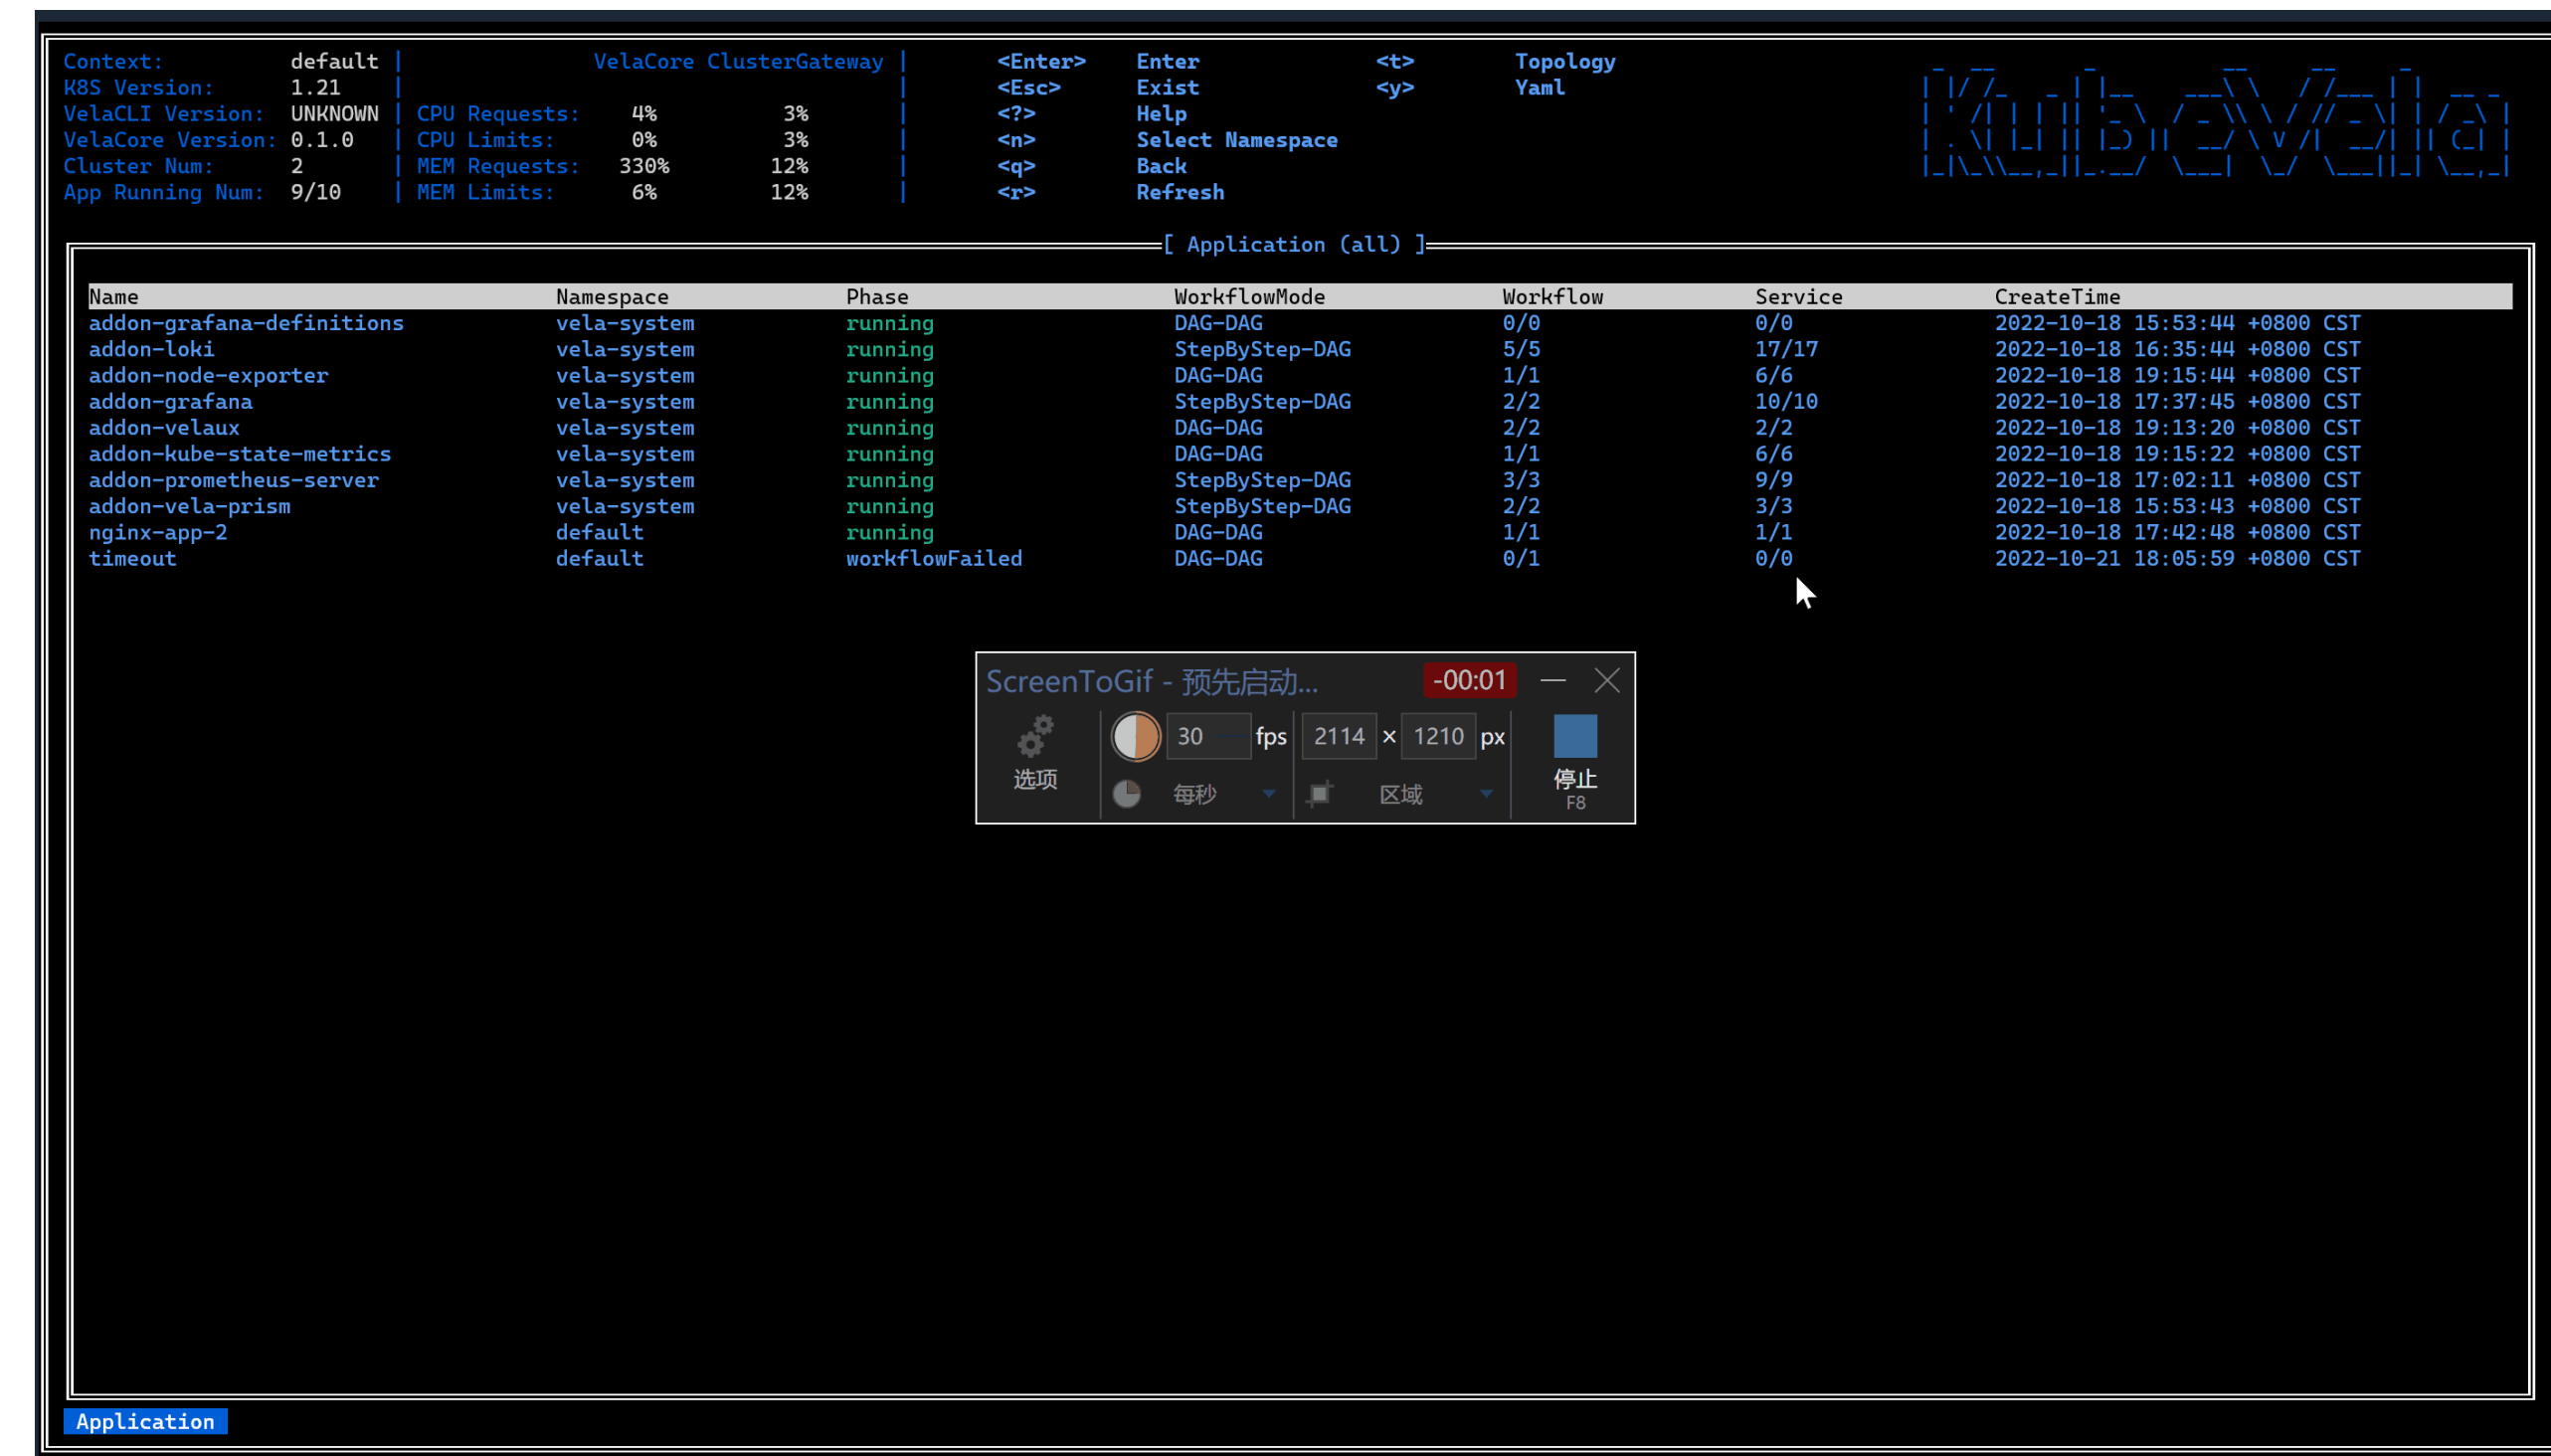 Context: default | VelaCore ClusterGateway | <Enter> Enter <t> Topology
K8S Version: 1.21 | | <Esc> Exist <y> Yaml
VelaCLI Version: UNKNOWN | CPU Requests: 4% 3% | <?> Help
VelaCore Version: 0.1.0 | CPU Limits: 0% 3% | <n> Select Namespace
Cluster Num: 2 | MEM Requests: 330% 12% | <q> Back
App Running Num: 9/10 | MEM Limits: 6% 12% | <r> Refresh
KubeVela
[ Application (all) ]
Name Namespace Phase WorkflowMode Workflow Service CreateTime
addon-grafana-definitions vela-system running DAG-DAG 0/0 0/0 2022-10-18 15:53:44 +0800 CST
addon-loki vela-system running StepByStep-DAG 5/5 17/17 2022-10-18 16:35:44 +0800 CST
addon-node-exporter vela-system running DAG-DAG 1/1 6/6 2022-10-18 19:15:44 +0800 CST
addon-grafana vela-system running StepByStep-DAG 2/2 10/10 2022-10-18 17:37:45 +0800 CST
addon-velaux vela-system running DAG-DAG 2/2 2/2 2022-10-18 19:13:20 +0800 CST
addon-kube-state-metrics vela-system running DAG-DAG 1/1 6/6 2022-10-18 19:15:22 +0800 CST
addon-prometheus-server vela-system running StepByStep-DAG 3/3 9/9 2022-10-18 17:02:11 +0800 CST
addon-vela-prism vela-system running StepByStep-DAG 2/2 3/3 2022-10-18 15:53:43 +0800 CST
nginx-app-2 default running DAG-DAG 1/1 1/1 2022-10-18 17:42:48 +0800 CST
timeout default workflowFailed DAG-DAG 0/1 0/0 2022-10-21 18:05:59 +0800 CST
ScreenToGif - 预先启动... -00:01
30 fps 2114 × 1210 px
选项 每秒 区域 停止
F8
Application